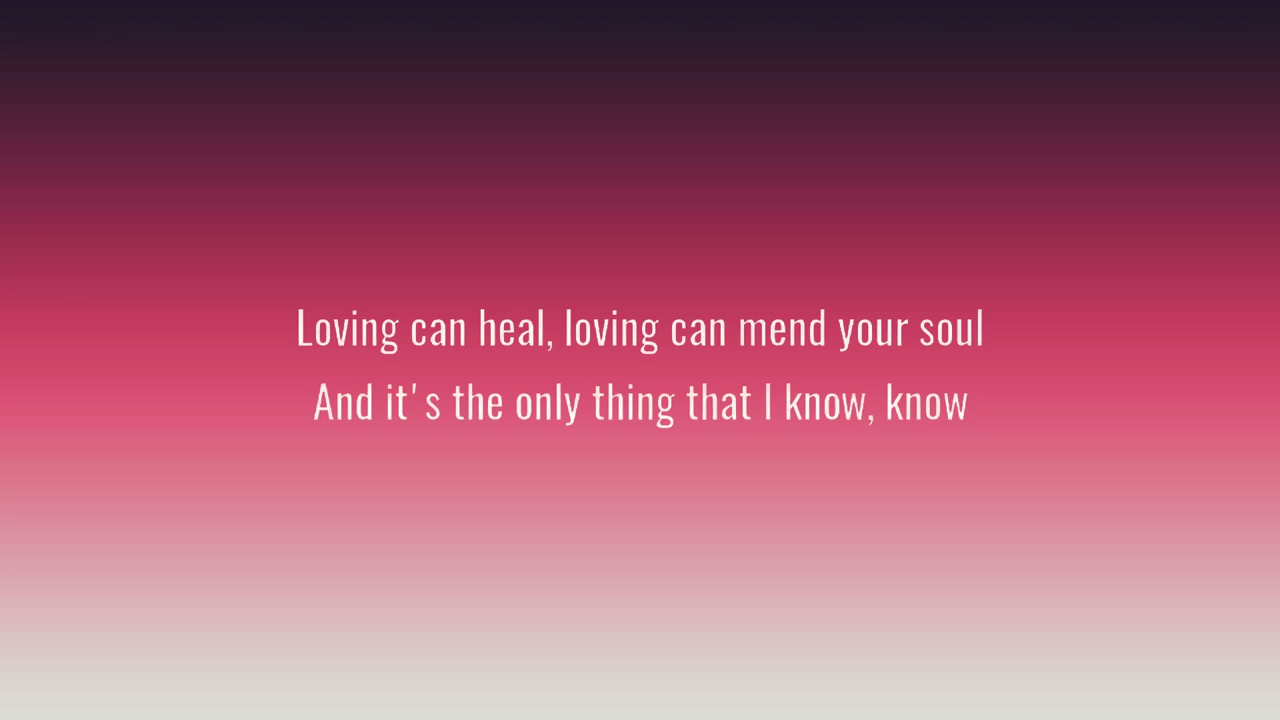 Loving can heal, loving can mend your soul
And it's the only thing that I know, know